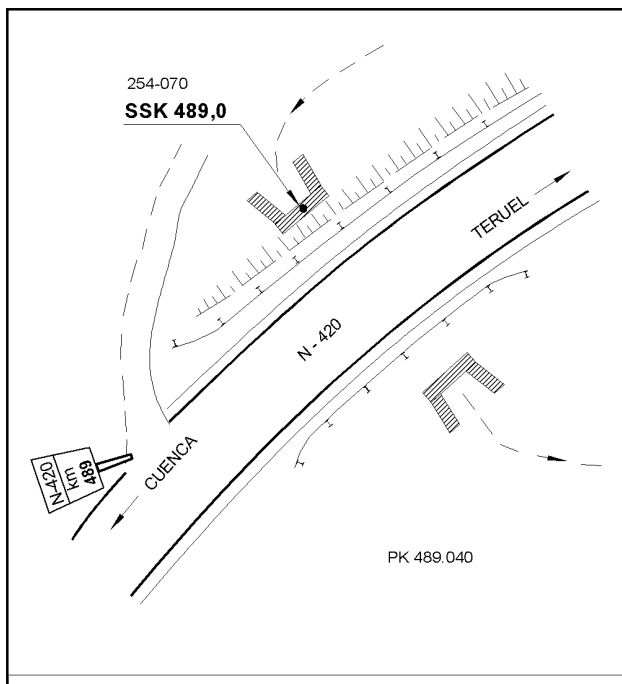 254-070
SSK 489,0
TERUEL
N - 420
CUENCA
N-420
km
489
PK 489.040